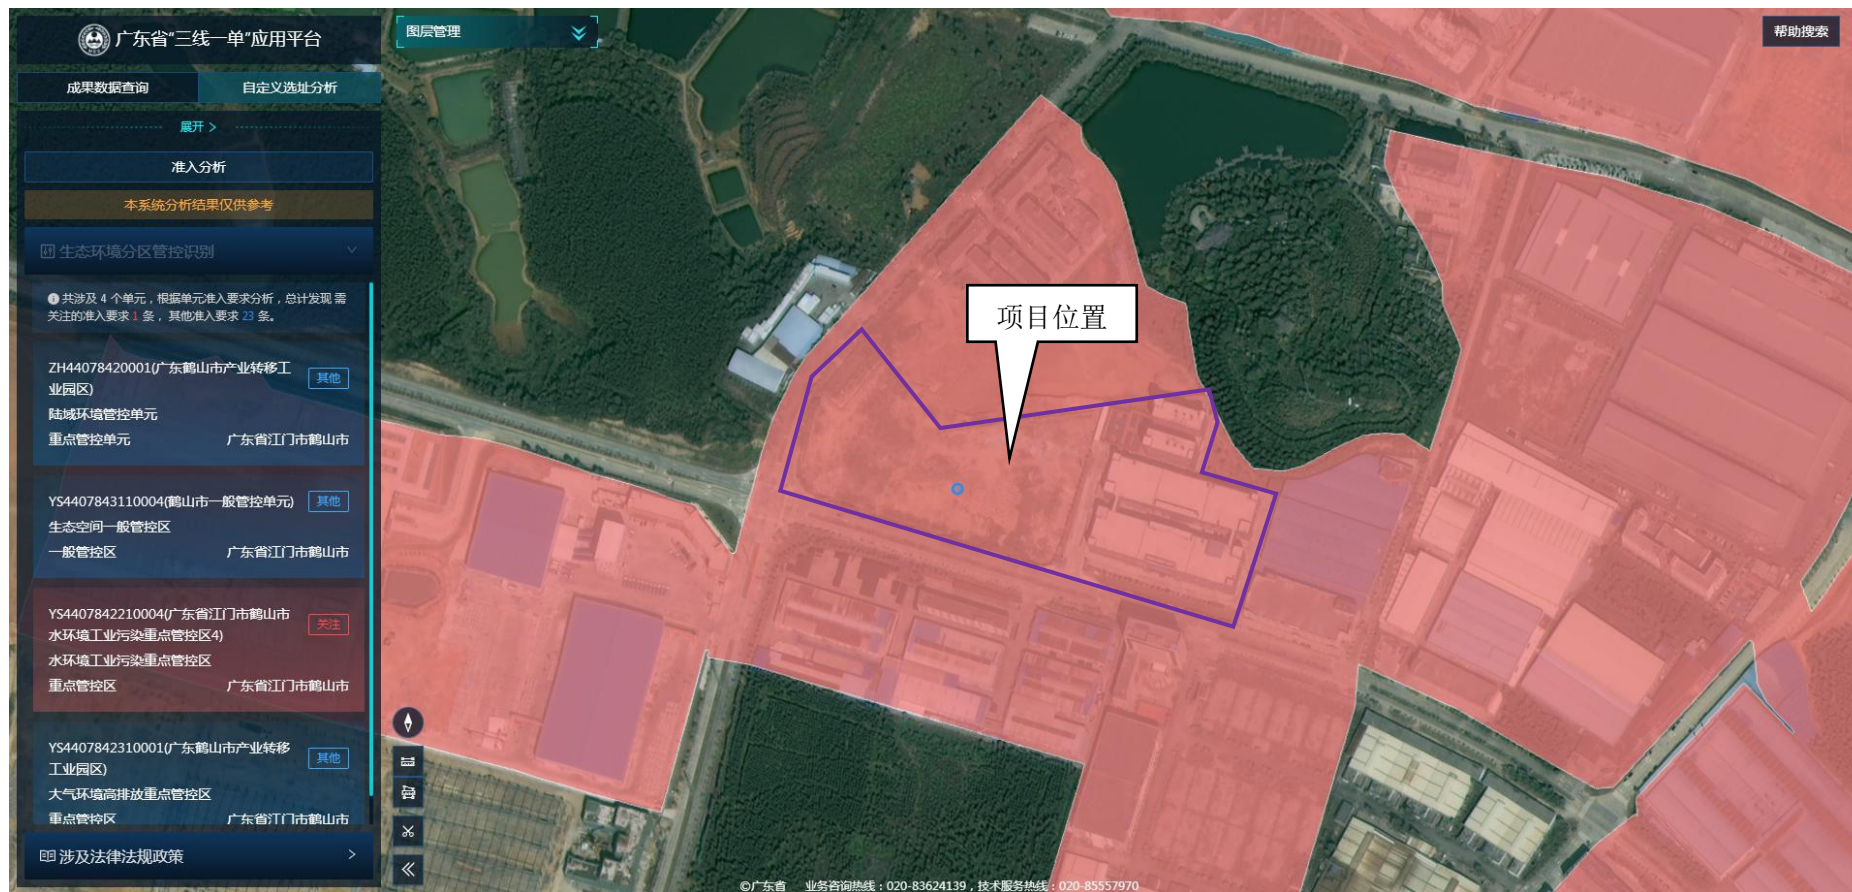 广东省"三线一单"应用平台
成果数据查询 自定义选址分析
展开 >
准入分析
本系统分析结果仅供参考
生态环境分区管控识别
共涉及 4 个单元，根据单元准入要求分析，总计发现 需
关注的准入要求 1 条， 其他准入要求 23 条。
ZH44078420001(广东鹤山市产业转移工
业园区)
其他
陆域环境管控单元
重点管控单元 广东省江门市鹤山市
YS4407843110004(鹤山市一般管控单元) 其他
生态空间一般管控区
一般管控区 广东省江门市鹤山市
YS4407842210004(广东省江门市鹤山市
水环境工业污染重点管控区4)
关注
水环境工业污染重点管控区
重点管控区 广东省江门市鹤山市
YS4407842310001(广东鹤山市产业转移
工业园区)
其他
大气环境高排放重点管控区
重点管控区 广东省江门市鹤山市
涉及法律法规政策 >
图层管理
帮助搜索
项目位置
©广东省 业务咨询热线：020-83624139，技术服务热线：020-85557970